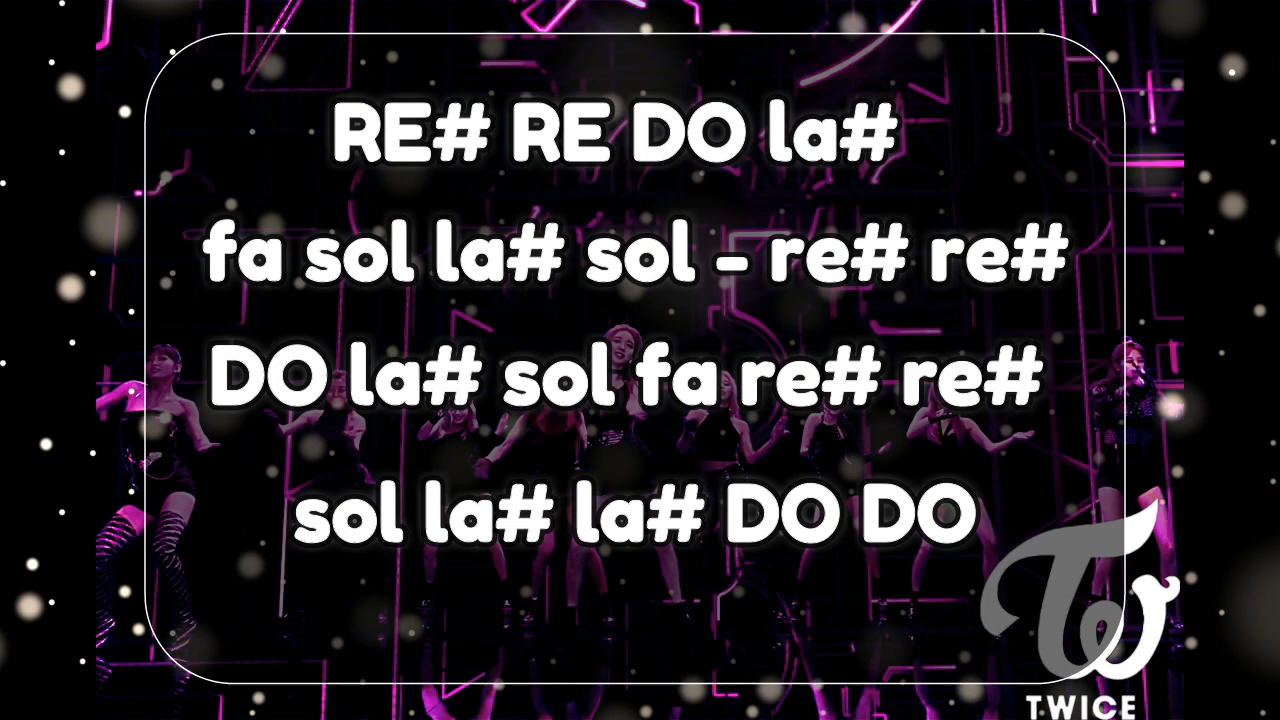 RE# RE DO la#
fa sol la# sol - re# re#
DO la# sol fa re# re#
sol la# la# DO DO
TWICE